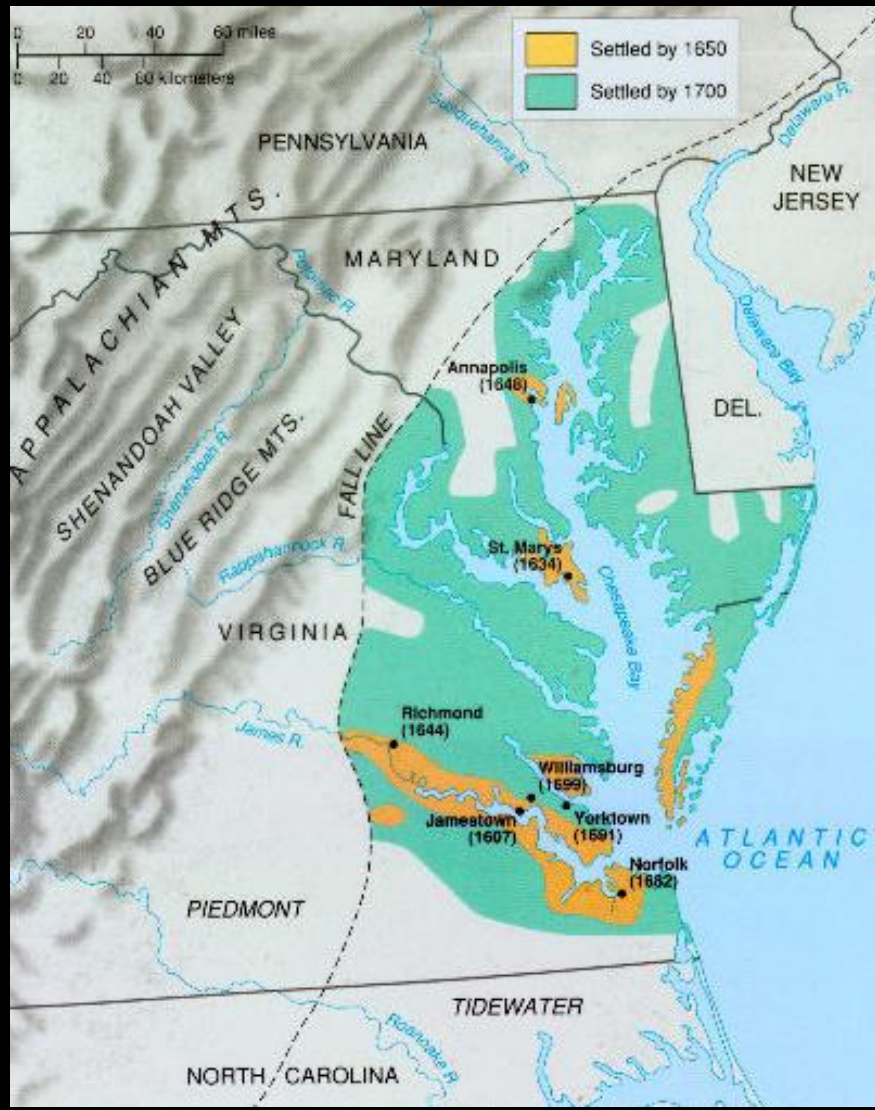 0 20 40 60 miles
0 20 40 60 kilometers
Settled by 1650
Settled by 1700
PENNSYLVANIA
Susquehanna R.
Delaware R.
NEW
JERSEY
APPALACHIAN MTS.
MARYLAND
Potomac R.
Delaware Bay
SHENANDOAH VALLEY
Shenandoah R.
BLUE RIDGE MTS.
FALL LINE
Annapolis
(1648)
DEL.
Rappahannock R.
St. Marys
(1634)
Chesapeake Bay
VIRGINIA
James R.
Richmond
(1644)
Williamsburg
(1699)
Jamestown
(1607)
Yorktown
(1691)
Norfolk
(1682)
ATLANTIC
OCEAN
PIEDMONT
TIDEWATER
Roanoake R.
NORTH CAROLINA